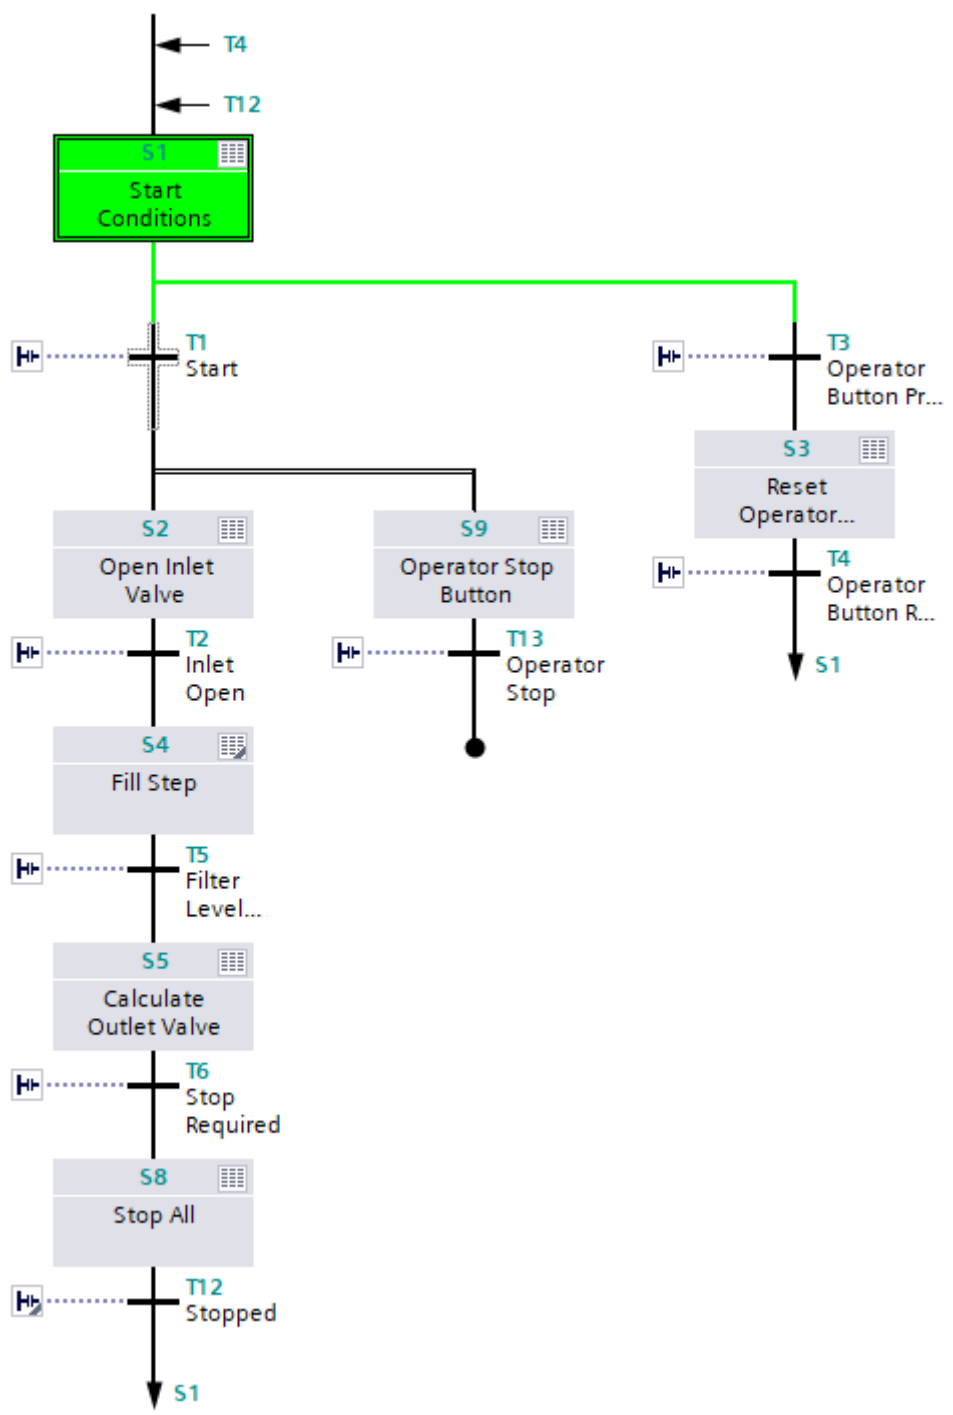 T4
T12
S1
Start
Conditions
T1
Start
T3
Operator
Button Pr...
S2
Open Inlet
Valve
S9
Operator Stop
Button
S3
Reset
Operator...
T2
Inlet
Open
T13
Operator
Stop
T4
Operator
Button R...
S1
S4
Fill Step
T5
Filter
Level...
S5
Calculate
Outlet Valve
T6
Stop
Required
S8
Stop All
T12
Stopped
S1